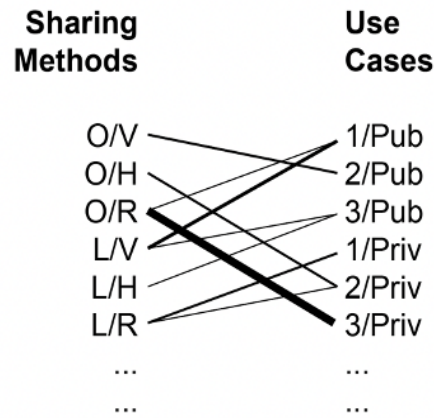 Sharing Methods
Use Cases
O/V
O/H
O/R
L/V
L/H
L/R
...
...
1/Pub
2/Pub
3/Pub
1/Priv
2/Priv
3/Priv
...
...